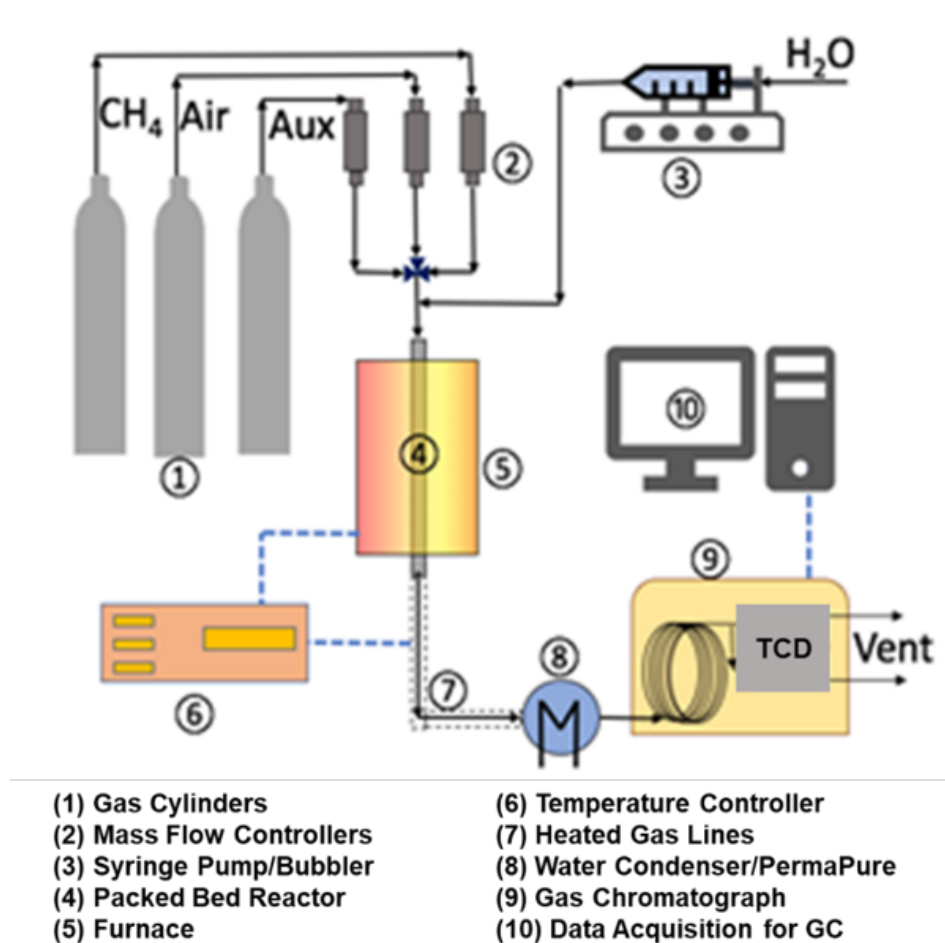 CH₄ Air Aux
H₂O
②
③
①
④
⑤
⑩
⑨
TCD
Vent
⑧
⑦
⑥
(1) Gas Cylinders
(2) Mass Flow Controllers
(3) Syringe Pump/Bubbler
(4) Packed Bed Reactor
(5) Furnace
(6) Temperature Controller
(7) Heated Gas Lines
(8) Water Condenser/PermaPure
(9) Gas Chromatograph
(10) Data Acquisition for GC